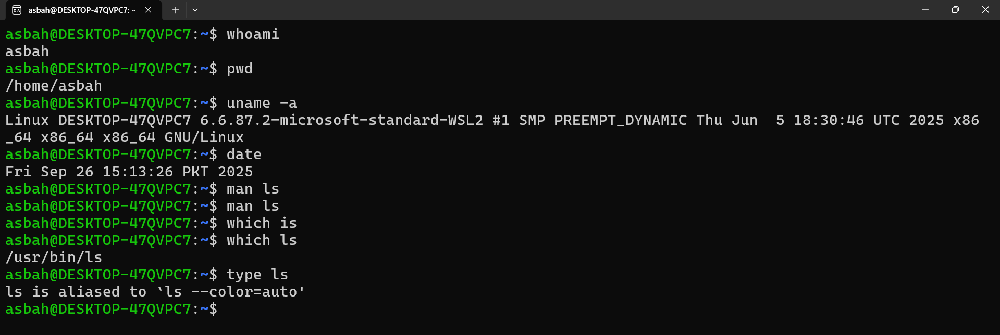 asbah@DESKTOP-47QVPC7: ~
asbah@DESKTOP-47QVPC7:~$ whoami
asbah
asbah@DESKTOP-47QVPC7:~$ pwd
/home/asbah
asbah@DESKTOP-47QVPC7:~$ uname -a
Linux DESKTOP-47QVPC7 6.6.87.2-microsoft-standard-WSL2 #1 SMP PREEMPT_DYNAMIC Thu Jun  5 18:30:46 UTC 2025 x86
_64 x86_64 x86_64 GNU/Linux
asbah@DESKTOP-47QVPC7:~$ date
Fri Sep 26 15:13:26 PKT 2025
asbah@DESKTOP-47QVPC7:~$ man ls
asbah@DESKTOP-47QVPC7:~$ man ls
asbah@DESKTOP-47QVPC7:~$ which is
asbah@DESKTOP-47QVPC7:~$ which ls
/usr/bin/ls
asbah@DESKTOP-47QVPC7:~$ type ls
ls is aliased to `ls --color=auto'
asbah@DESKTOP-47QVPC7:~$